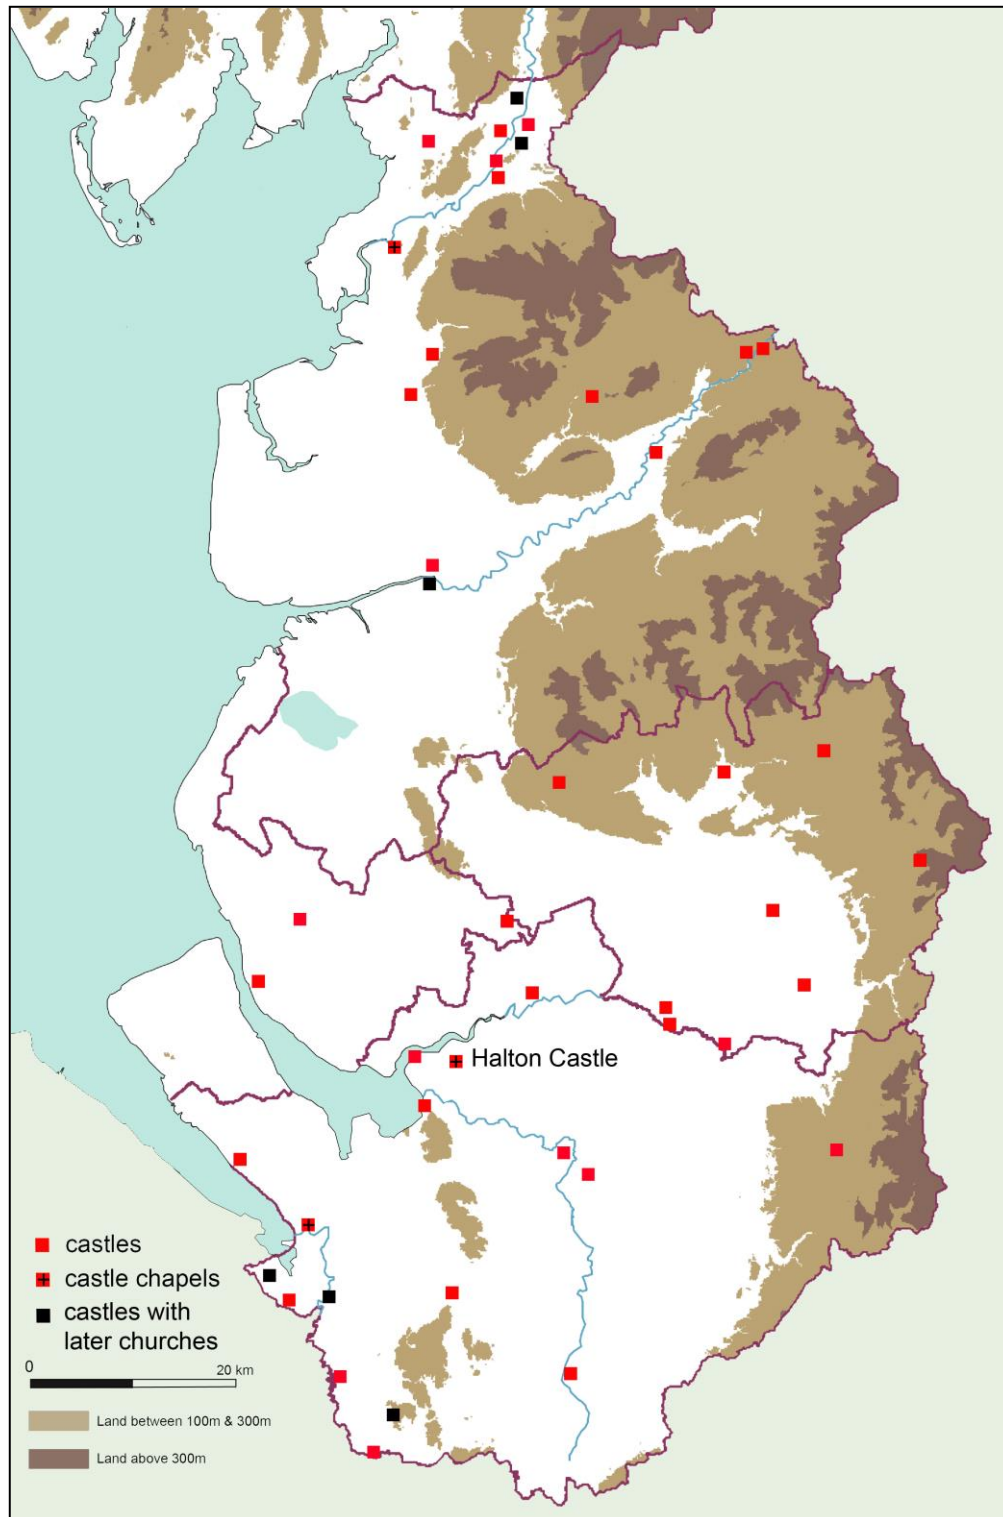 Halton Castle
castles
castle chapels
castles with
later churches
0
20 km
Land between 100m & 300m
Land above 300m